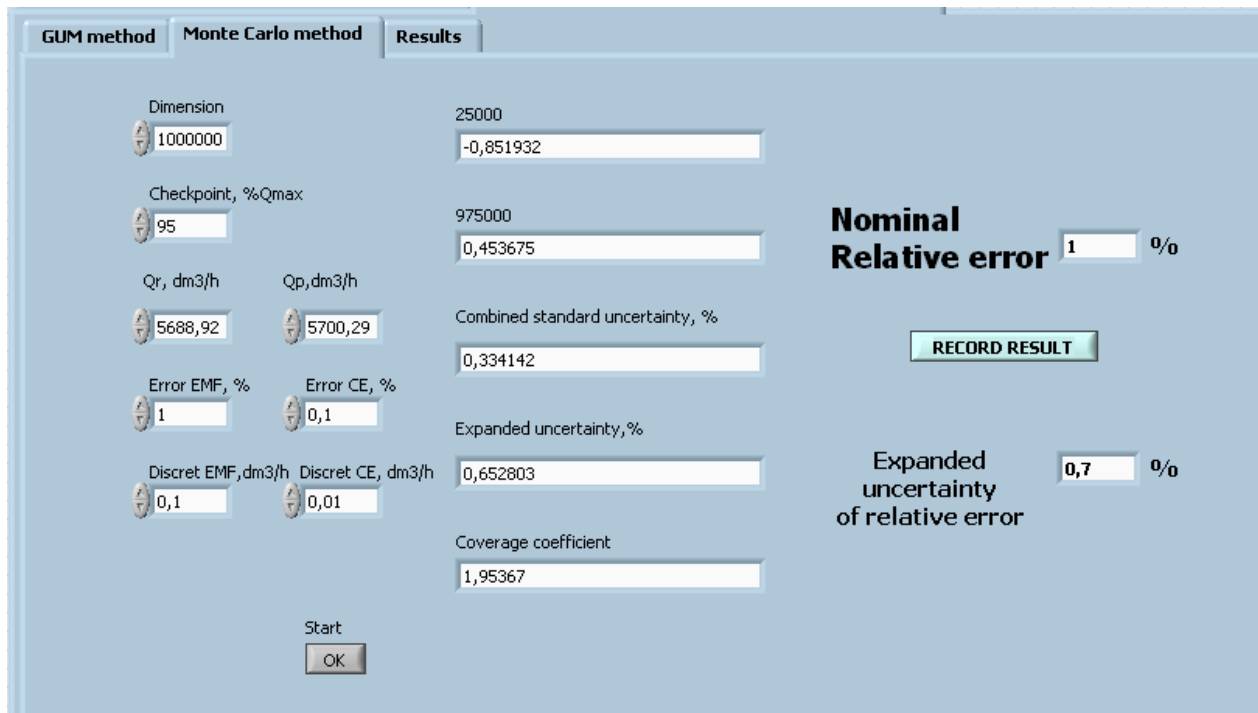 GUM method
Monte Carlo method
Results
Dimension
1000000
Checkpoint, %Qmax
95
Qr, dm3/h
Qp,dm3/h
5688,92
5700,29
Error EMF, %
Error CE, %
1
0,1
Discret EMF,dm3/h
Discret CE, dm3/h
0,1
0,01
Start
OK
25000
-0,851932
975000
0,453675
Combined standard uncertainty, %
0,334142
Expanded uncertainty,%
0,652803
Coverage coefficient
1,95367
Nominal
Relative error
1
%
RECORD RESULT
Expanded
uncertainty
of relative error
0,7
%